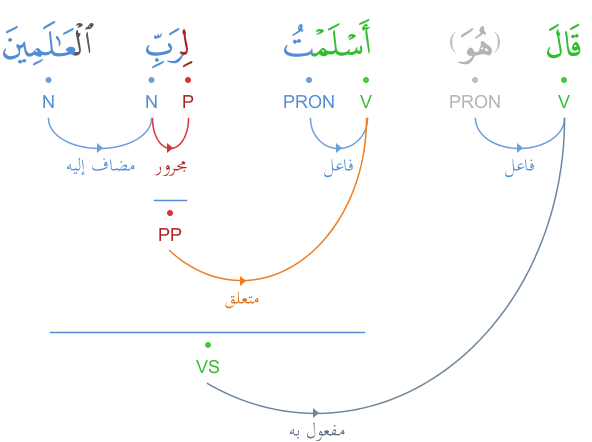 قَالَ (هُوَ) أَسْلَمْتُ لِرَبِّ ٱلْعَـٰلَمِينَ
V PRON V PRON P N N
فاعل فاعل مجرور مضاف إليه
PP
متعلق
VS
مفعول به